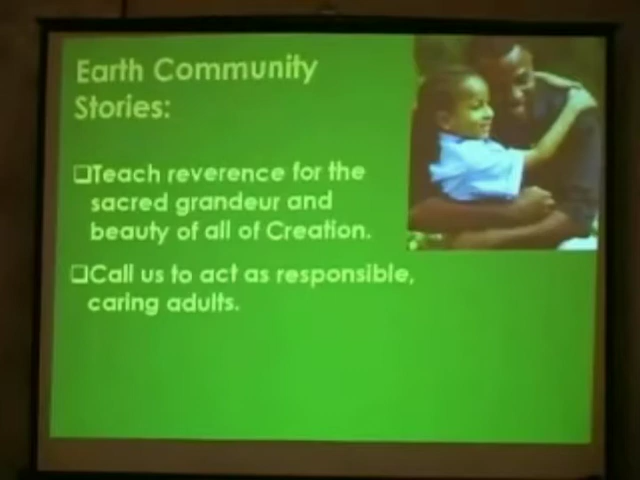 Earth Community
Stories:
❑Teach reverence for the
sacred grandeur and
beauty of all of Creation.
❑Call us to act as responsible,
caring adults.